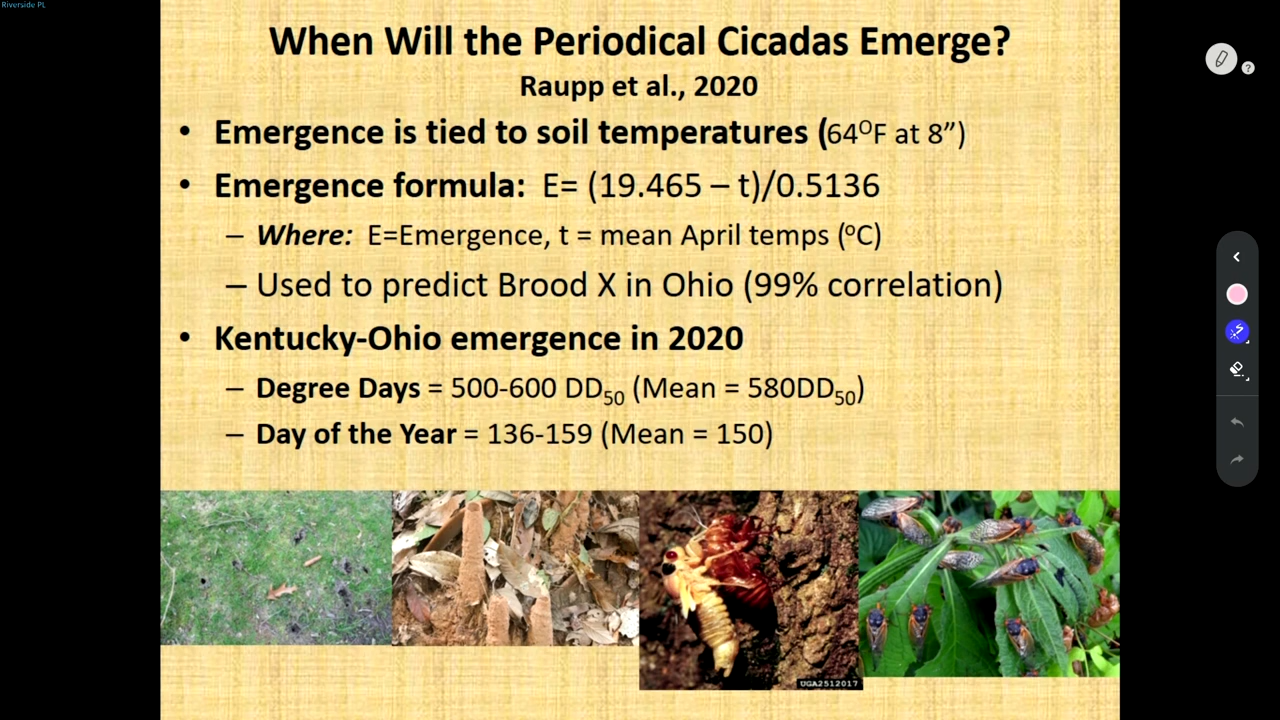 Riverside PL
When Will the Periodical Cicadas Emerge?
Raupp et al., 2020
• Emergence is tied to soil temperatures (64⁰F at 8”)
• Emergence formula: E= (19.465 – t)/0.5136
– Where: E=Emergence, t = mean April temps (⁰C)
– Used to predict Brood X in Ohio (99% correlation)
• Kentucky-Ohio emergence in 2020
– Degree Days = 500-600 DD₅₀ (Mean = 580DD₅₀)
– Day of the Year = 136-159 (Mean = 150)
UGA2512017
?